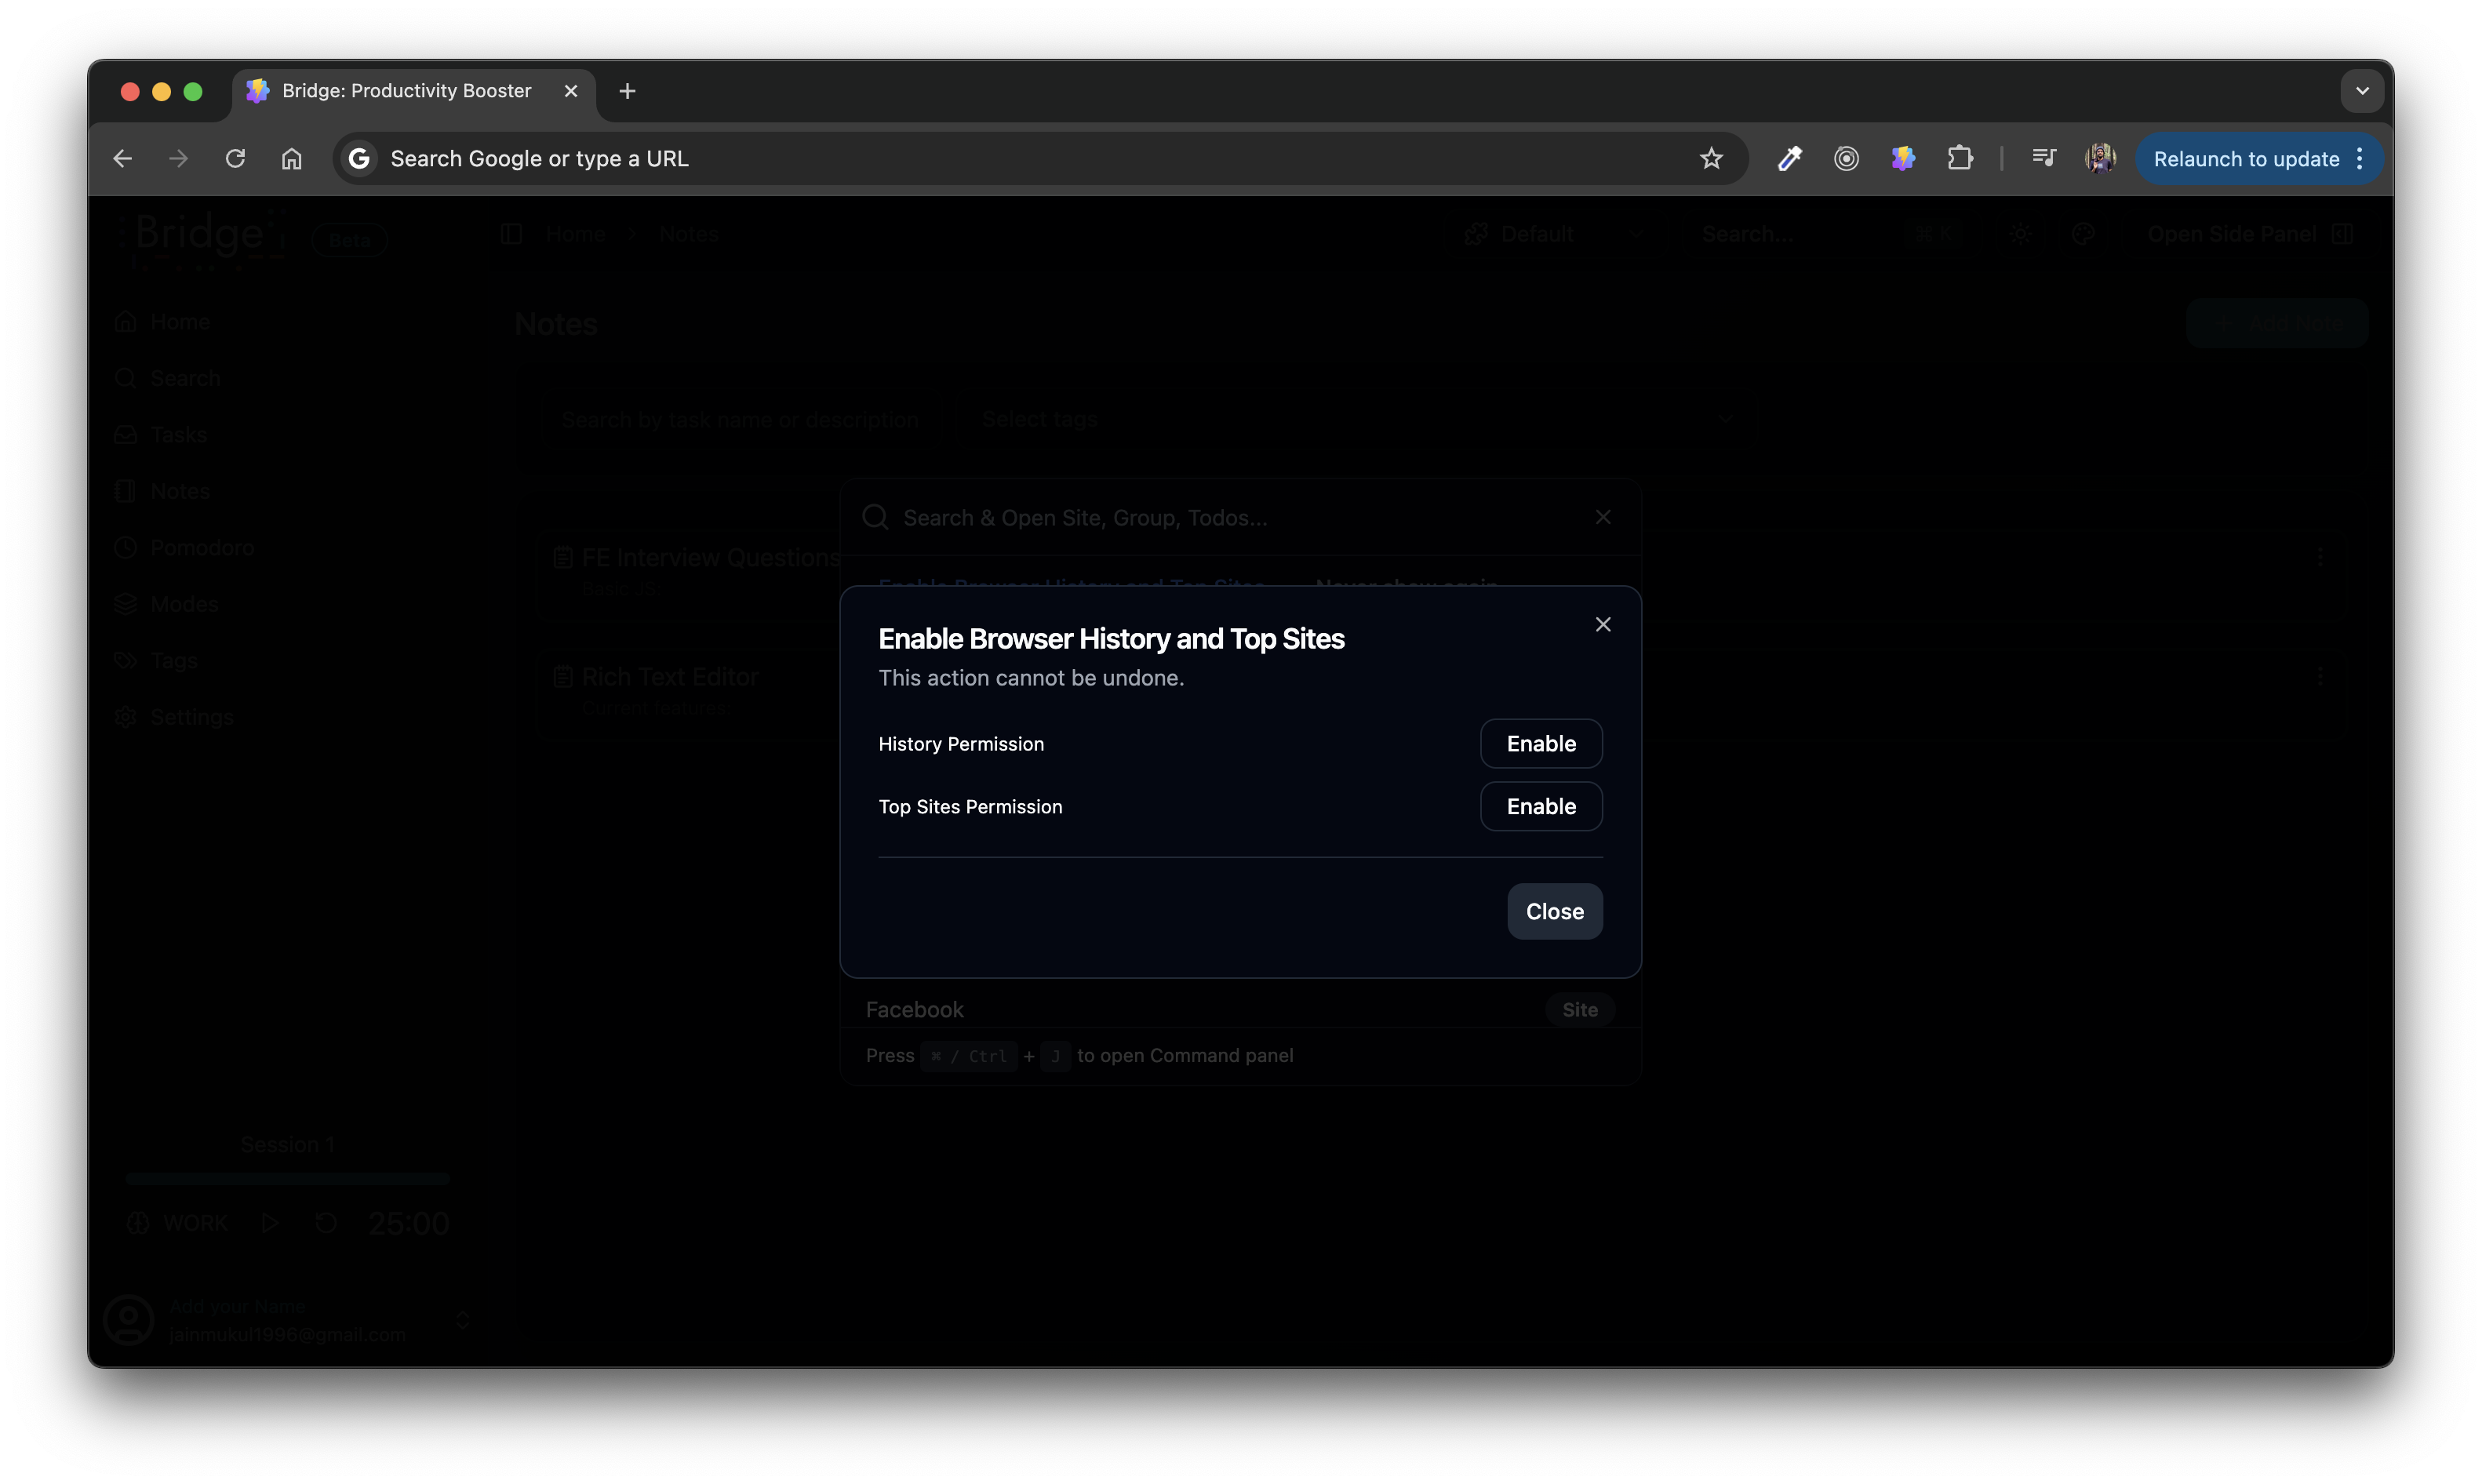 Bridge: Productivity Booster
Search Google or type a URL
Relaunch to update
Bridge
Beta
Home > Notes
Default
Search...
⌘ K
Open Side Panel
Home
Search
Tasks
Notes
Pomodoro
Modes
Tags
Settings
Notes
+ Add Note
Search by task name or description
Select tags
Search & Open Site, Group, Todos...
FE Interview Questions
Basic JS
Enable Browser History and Top Sites
Never show again
Rich Text Editor
Current features:
Enable Browser History and Top Sites
This action cannot be undone.
History Permission
Enable
Top Sites Permission
Enable
Close
Facebook
Site
Press ⌘ / Ctrl + J to open Command panel
Session 1
WORK
25:00
Add your Name
jainmukul1996@gmail.com